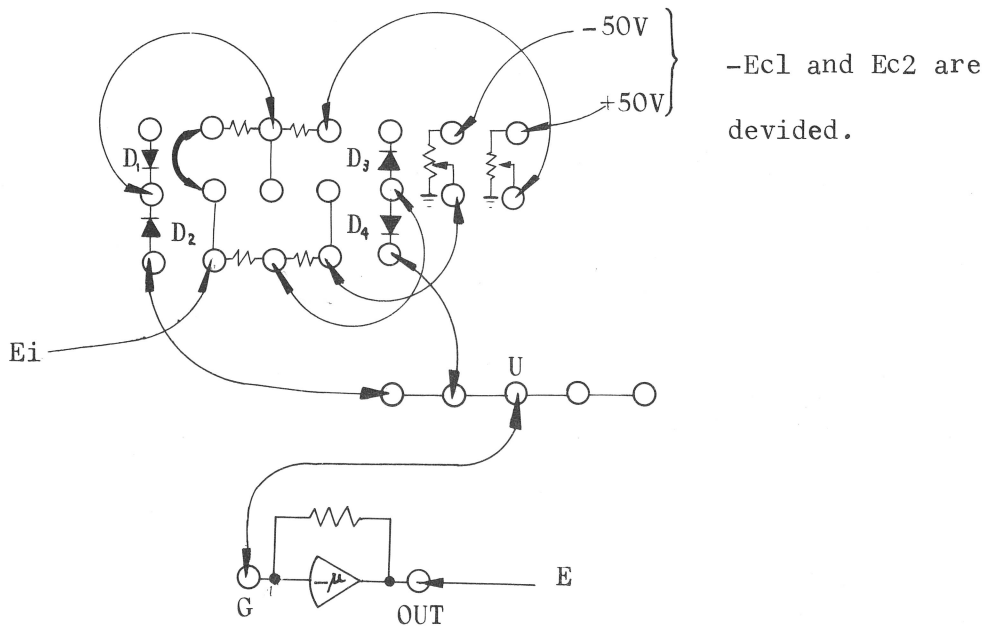 -50V
-Ec1 and Ec2 are
+50V
devided.
D1
D3
D2
D4
Ei
U
-μ
E
G
OUT